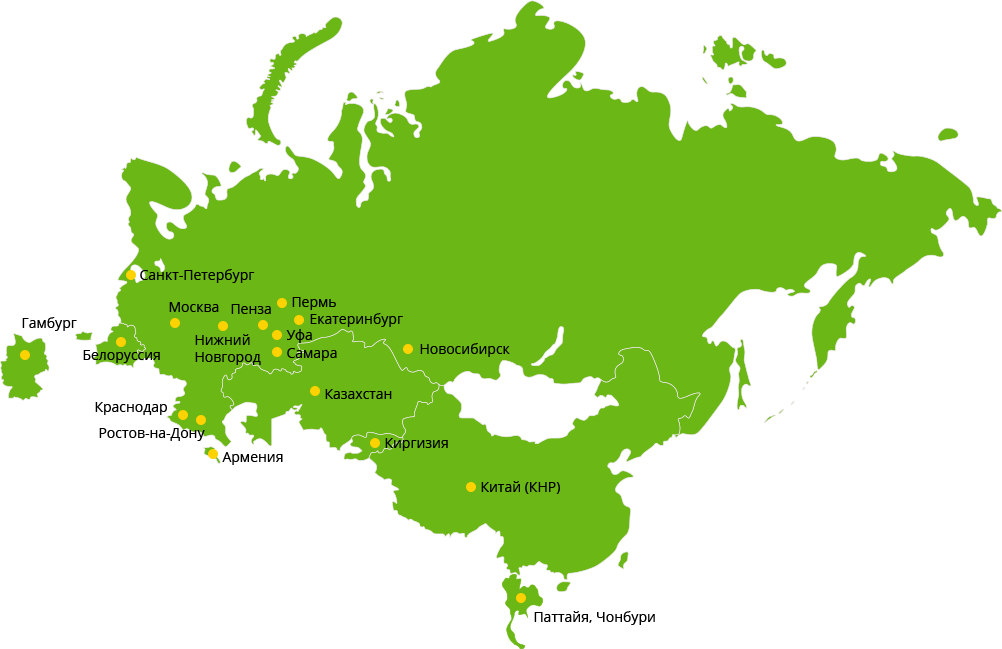 Санкт-Петербург
Пермь
Москва
Пенза
Екатеринбург
Гамбург
Уфа
Нижний
Новгород
Самара
Новосибирск
Белоруссия
Казахстан
Краснодар
Ростов-на-Дону
Киргизия
Армения
Китай (КНР)
Паттайя, Чонбури